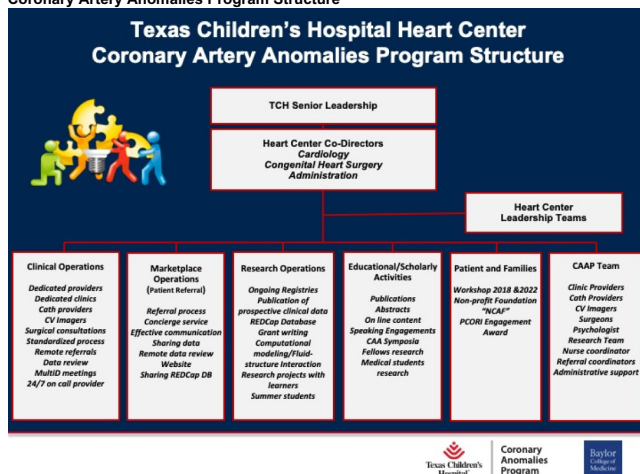 Coronary Artery Anomalies Program Structure
Texas Children's Hospital Heart Center
Coronary Artery Anomalies Program Structure
TCH Senior Leadership
Heart Center Co-Directors
Cardiology
Congenital Heart Surgery
Administration
Heart Center
Leadership Teams
Clinical Operations
Dedicated providers
Dedicated clinics
Cath providers
CV Imagers
Surgical consultations
Standardized process
Remote referrals
Data review
MultiD meetings
24/7 on call provider
Marketplace
Operations
(Patient Referral)
Referral process
Concierge service
Effective communication
Sharing data
Remote data review
Website
Sharing REDCap DB
Research Operations
Ongoing Registries
Publication of
prospective clinical data
REDCap Database
Grant writing
Computational
modeling/Fluid-
structure Interaction
Research projects with
learners
Summer students
Educational/Scholarly
Activities
Publications
Abstracts
On line content
Speaking Engagements
CAA Symposia
Fellows research
Medical students
research
Patient and Families
Workshop 2018 &2022
Non-profit Foundation
"NCAF"
PCORI Engagement
Award
CAAP Team
Clinic Providers
Cath Providers
CV Imagers
Surgeons
Psychologist
Research Team
Nurse coordinator
Referral coordinators
Administrative support
Texas Children's
Hospital
Coronary
Anomalies
Program
Baylor
College of
Medicine